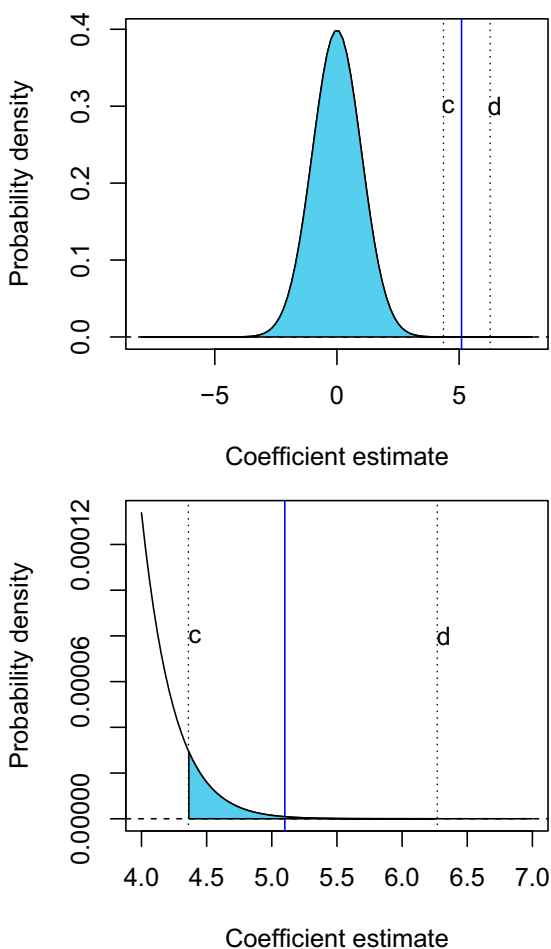 Probability density
0.4
0.3
0.2
0.1
0.0
c
d
−5
0
5
Coefficient estimate
Probability density
0.00012
0.00006
0.00000
c
d
4.0
4.5
5.0
5.5
6.0
6.5
7.0
Coefficient estimate